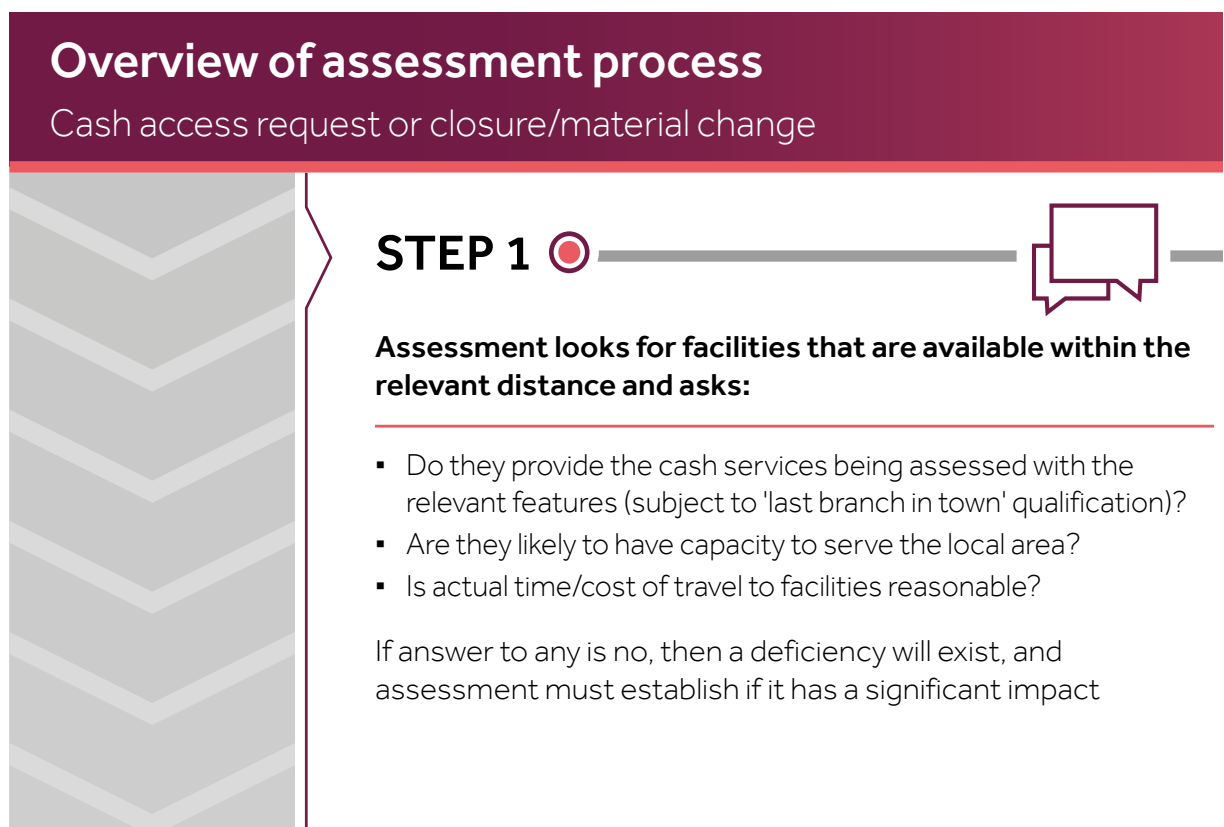 Overview of assessment process
Cash access request or closure/material change
STEP 1
Assessment looks for facilities that are available within the
relevant distance and asks:
▪ Do they provide the cash services being assessed with the
relevant features (subject to 'last branch in town' qualification)?
▪ Are they likely to have capacity to serve the local area?
▪ Is actual time/cost of travel to facilities reasonable?
If answer to any is no, then a deficiency will exist, and
assessment must establish if it has a significant impact